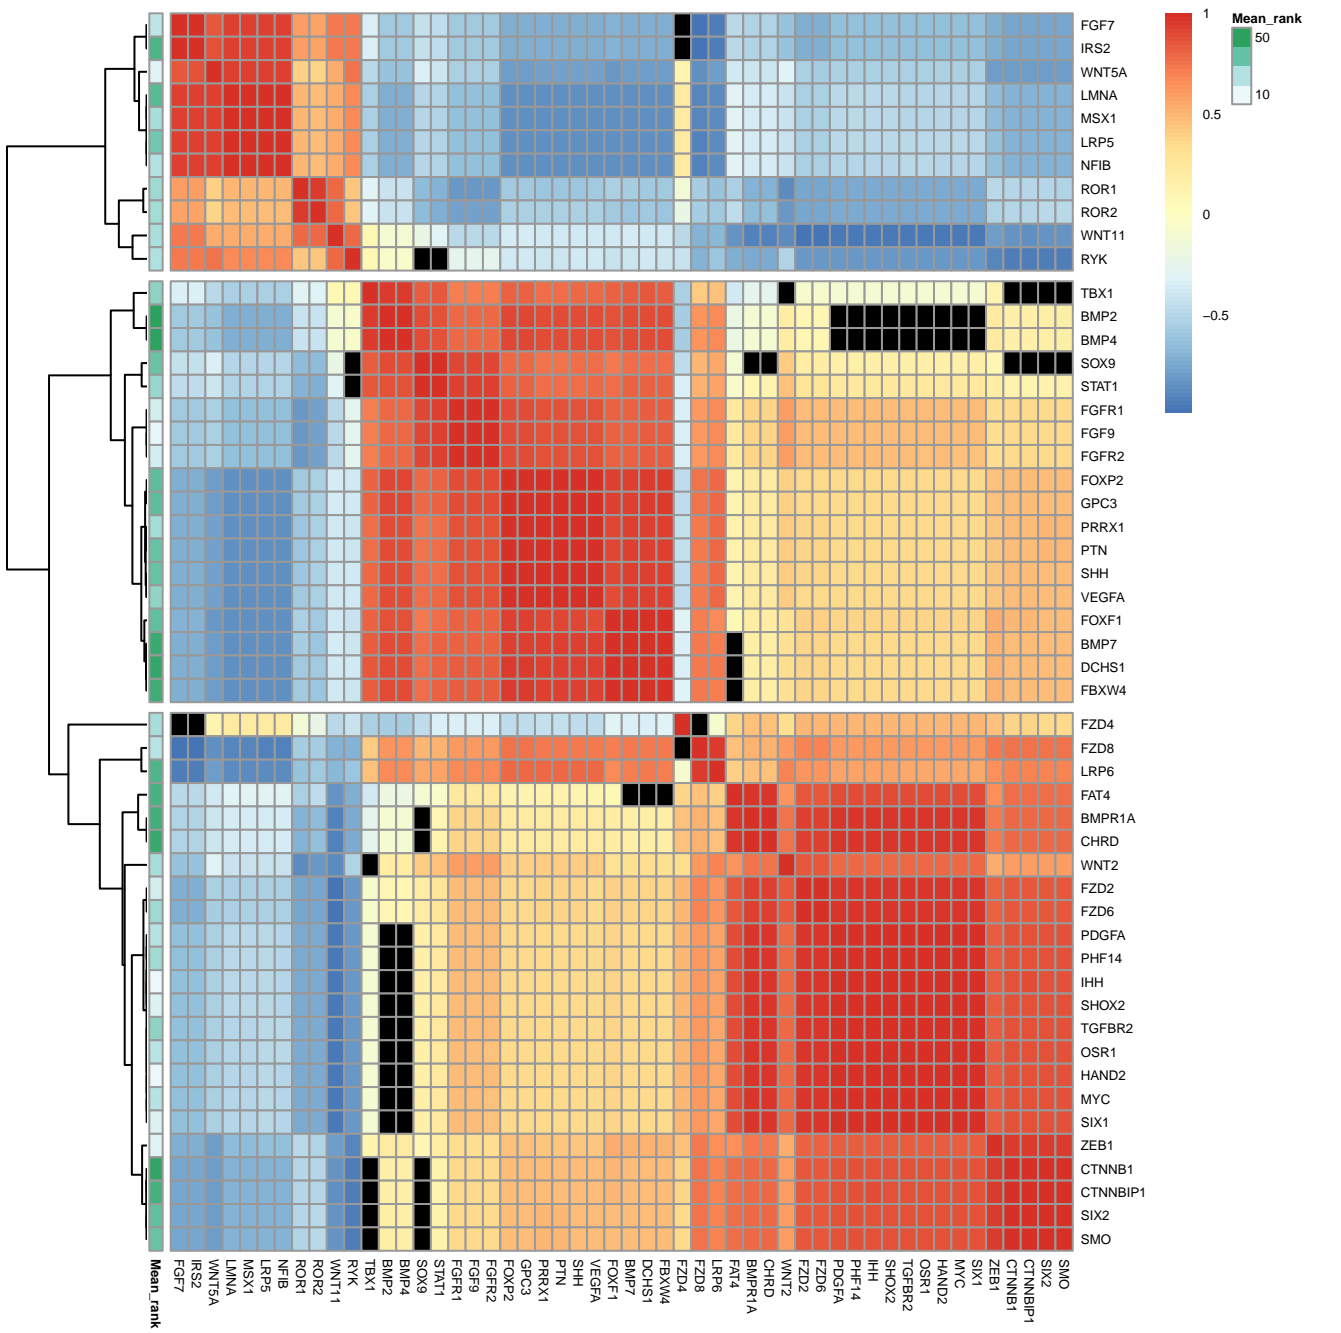 FGF7
IRS2
WNT5A
LMNA
MSX1
LRP5
NFIB
ROR1
ROR2
WNT11
RYK
TBX1
BMP2
BMP4
SOX9
STAT1
FGFR1
FGF9
FGFR2
FOXP2
GPC3
PRRX1
PTN
SHH
VEGFA
FOXF1
BMP7
DCHS1
FBXW4
FZD4
FZD8
LRP6
FAT4
BMPR1A
CHRD
WNT2
FZD2
FZD6
PDGFA
PHF14
IHH
SHOX2
TGFBR2
OSR1
HAND2
MYC
SIX1
ZEB1
CTNNB1
CTNNBIP1
SIX2
SMO
1
0.5
0
−0.5
Mean_rank
50
10
Mean_rank
FGF7
IRS2
WNT5A
LMNA
MSX1
LRP5
NFIB
ROR1
ROR2
WNT11
RYK
TBX1
BMP2
BMP4
SOX9
STAT1
FGFR1
FGF9
FGFR2
FOXP2
GPC3
PRRX1
PTN
SHH
VEGFA
FOXF1
BMP7
DCHS1
FBXW4
FZD4
FZD8
LRP6
FAT4
BMPR1A
CHRD
WNT2
FZD2
FZD6
PDGFA
PHF14
IHH
SHOX2
TGFBR2
OSR1
HAND2
MYC
SIX1
ZEB1
CTNNB1
CTNNBIP1
SIX2
SMO